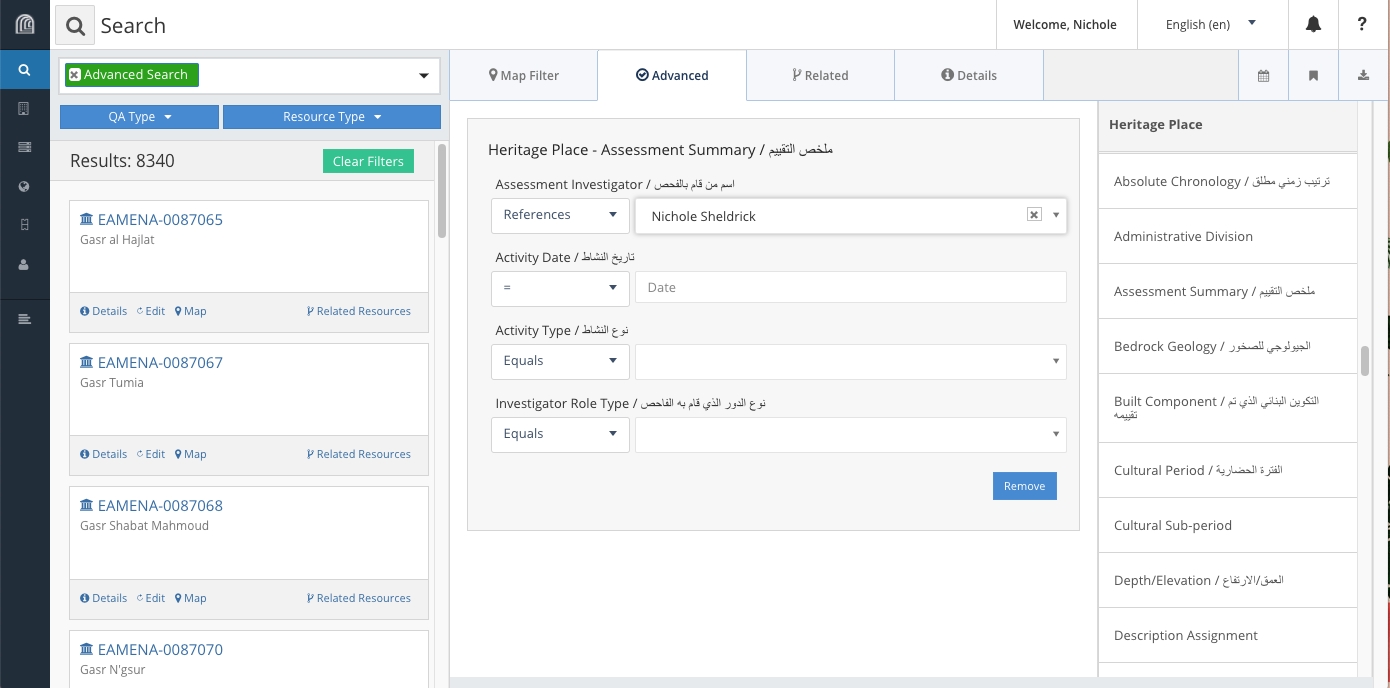 Search
Welcome, Nichole
English (en)
?
Advanced Search
Map Filter
Advanced
Related
Details
QA Type
Resource Type
Results: 8340
Clear Filters
EAMENA-0087065
Gasr al Hajlat
Details Edit Map Related Resources
EAMENA-0087067
Gasr Tumia
Details Edit Map Related Resources
EAMENA-0087068
Gasr Shabat Mahmoud
Details Edit Map Related Resources
EAMENA-0087070
Gasr N'gsur
Heritage Place - Assessment Summary / ملخص التقييم
Assessment Investigator / اسم من قام بالفحص
References
Nichole Sheldrick
Activity Date / تاريخ النشاط
=
Date
Activity Type / نوع النشاط
Equals
Investigator Role Type / نوع الدور الذي قام به الفاحص
Equals
Remove
Heritage Place
Absolute Chronology / ترتيب زمني مطلق
Administrative Division
Assessment Summary / ملخص التقييم
Bedrock Geology / الجيولوجي للصخور
Built Component / التكوين البنائي الذي تم
تقييمه
Cultural Period / الفترة الحضارية
Cultural Sub-period
Depth/Elevation / العمق/الارتفاع
Description Assignment